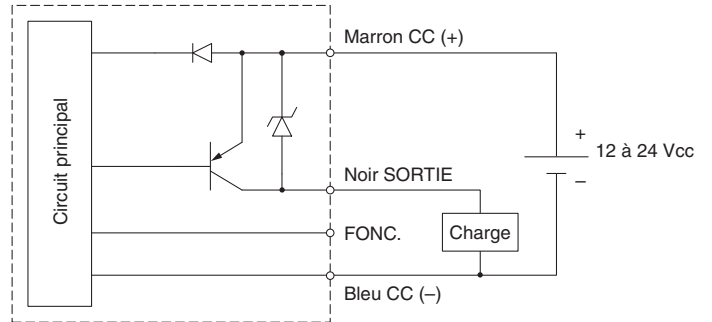 Circuit principal
Marron CC (+)
+
12 à 24 Vcc
–
Noir SORTIE
FONC.
Charge
Bleu CC (–)